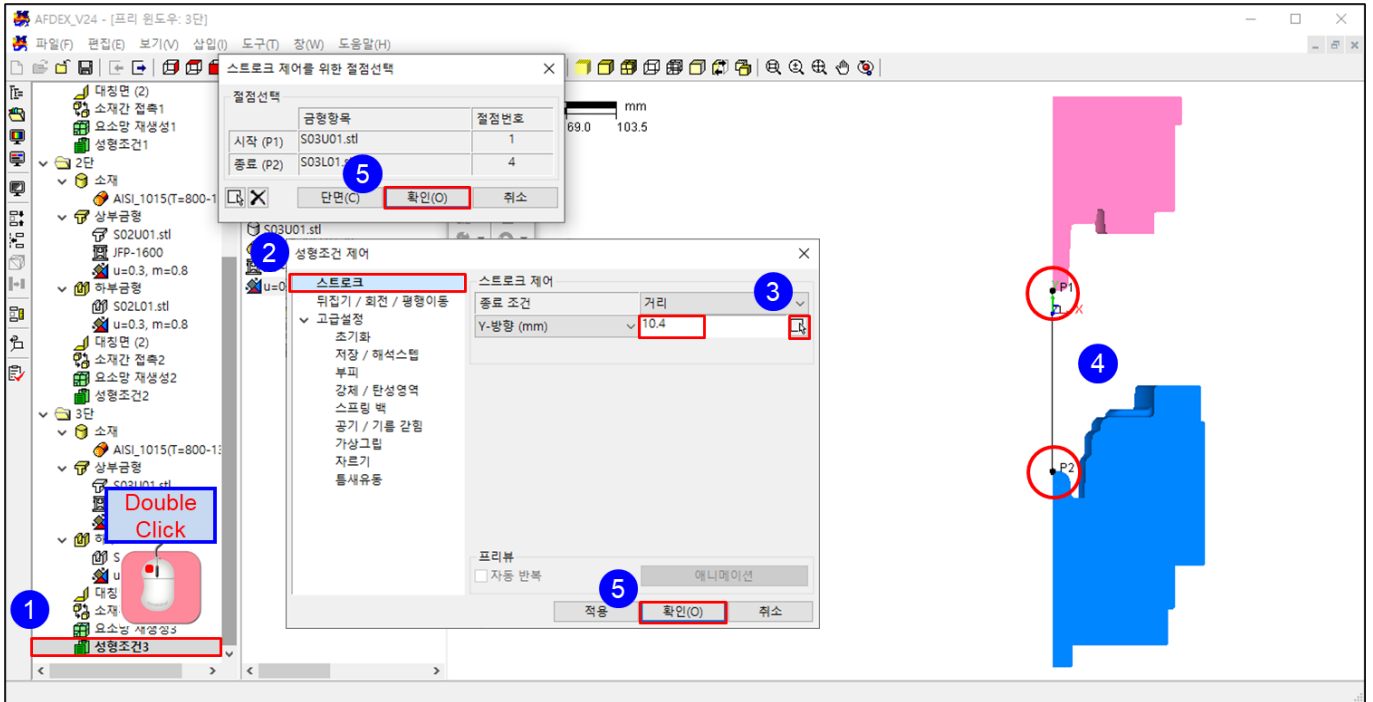 AFDEX_V24 - [프리 윈도우: 3단]
파일(F) 편집(E) 보기(V) 삽입(I) 도구(T) 창(W) 도움말(H)
스트로크 제어를 위한 절점선택
절점선택
금형항목 절점번호
시작 (P1) S03U01.stl 1
종료 (P2) S03L01.s 4
5
단면(C) 확인(O) 취소
mm
69.0 103.5
대칭면 (2)
소재간 접촉1
요소망 재생성1
성형조건1
2단
소재
AISI_1015(T=800-1
상부금형
S02U01.stl
JFP-1600
u=0.3, m=0.8
하부금형
S02L01.stl
u=0.3, m=0.8
대칭면 (2)
소재간 접촉2
요소망 재생성2
성형조건2
3단
소재
AISI_1015(T=800-13
상부금형
S03U01.stl
Double
Click
하
S
u
대칭
소재
1
요소망 재생성3
성형조건3
S03U01.stl
u=0
2
성형조건 제어
스트로크
뒤집기 / 회전 / 평행이동
고급설정
초기화
저장 / 해석스텝
부피
강체 / 탄성영역
스프링 백
공기 / 기름 갇힘
가상그립
자르기
틈새유동
스트로크 제어
3
종료 조건 거리
Y-방향 (mm) 10.4
프리뷰
자동 반복 애니메이션
5
적용 확인(O) 취소
P1
X
4
P2